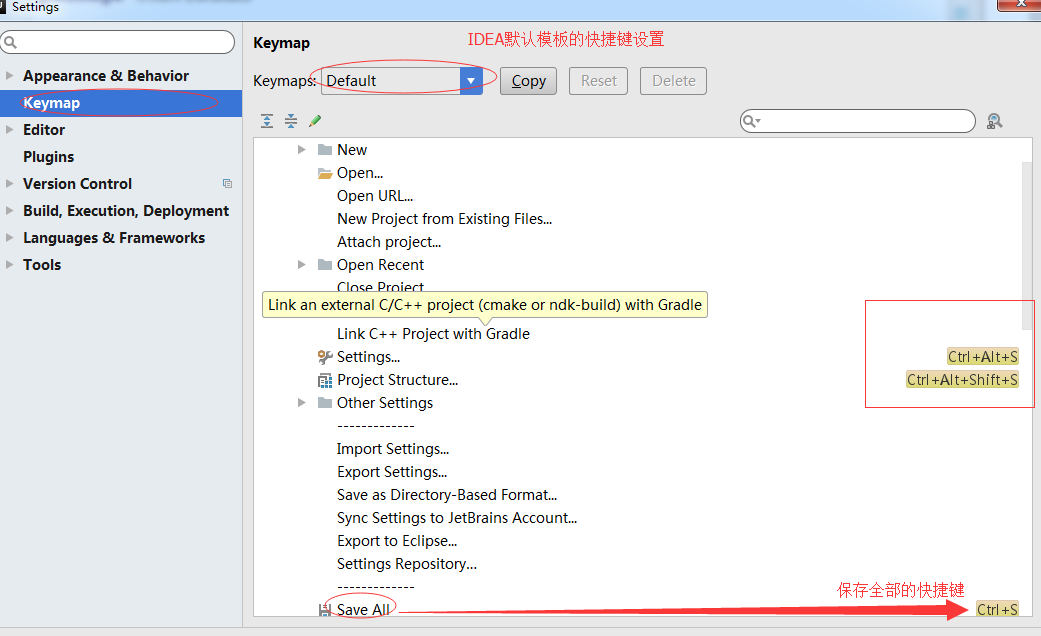 Settings
Appearance & Behavior
Keymap
Editor
Plugins
Version Control
Build, Execution, Deployment
Languages & Frameworks
Tools
Keymap
IDEA默认模板的快捷键设置
Keymaps: Default Copy Reset Delete
New
Open...
Open URL...
New Project from Existing Files...
Attach project...
Open Recent
Close Project
Link an external C/C++ project (cmake or ndk-build) with Gradle
Link C++ Project with Gradle
Settings... Ctrl+Alt+S
Project Structure... Ctrl+Alt+Shift+S
Other Settings
-------------
Import Settings...
Export Settings...
Save as Directory-Based Format...
Sync Settings to JetBrains Account...
Export to Eclipse...
Settings Repository...
-------------
保存全部的快捷键
Save All Ctrl+S